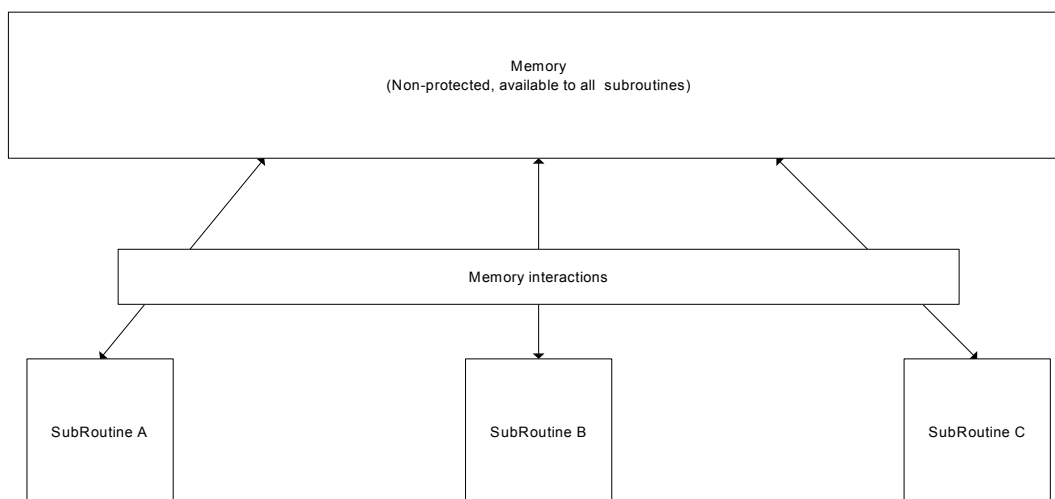 Memory
(Non-protected, available to all subroutines)
Memory interactions
SubRoutine A
SubRoutine B
SubRoutine C